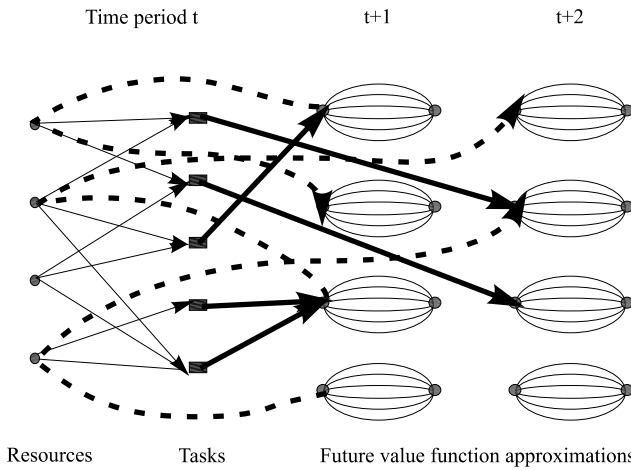 Time period t t+1 t+2
Resources Tasks Future value function approximations